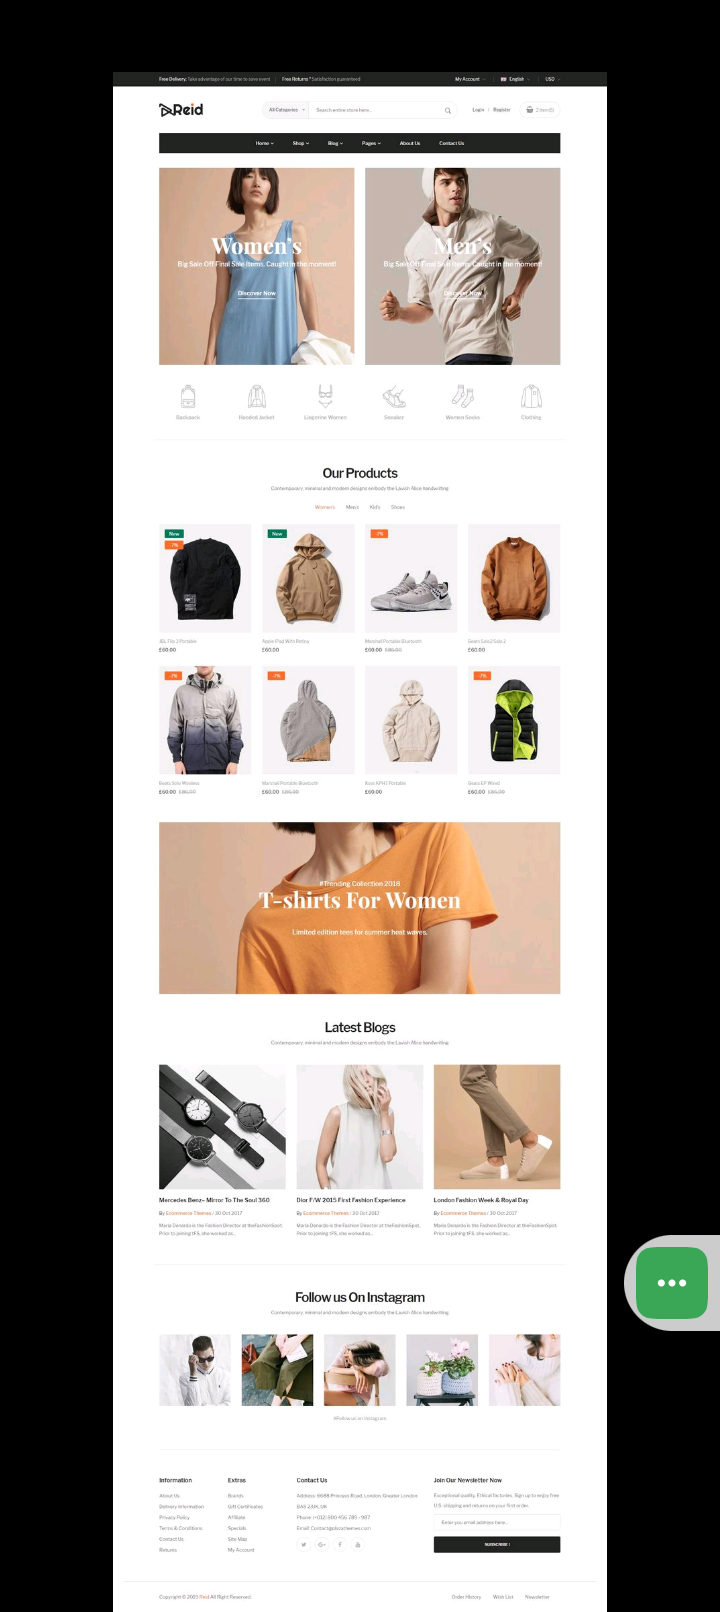 Free Delivery: Take advantage of our time to save event
Free Returns * Satisfaction guaranteed
My Account
English
USD
Reid
All Categories
Search entire store here...
Login / Register
2 Item(s)
Home
Shop
Blog
Pages
About Us
Contact Us
Women's
Big Sale Off Final Sale Items. Caught in the moment!
Discover Now
Men's
Big Sale Off Final Sale Items. Caught in the moment!
Discover Now
Backpack
Hooded Jacket
Lingerine Women
Sneaker
Women Socks
Clothing
Our Products
Contemporary, minimal and modern designs embody the Lavish Alice handwriting
Women's
Men's
Kid's
Shoes
New
-7%
New
-7%
JBL Flip 3 Portable
£60.00
Apple iPad With Retina
£60.00
Marshall Portable Bluetooth
£60.00 £86.00
Beats Solo2 Solo 2
£60.00
-7%
-7%
-7%
Beats Solo Wireless
£60.00 £86.00
Marshall Portable Bluetooth
£60.00 £86.00
Koss KPH7 Portable
£60.00
Beats EP Wired
£60.00 £86.00
#Trending Collection 2018
T-shirts For Women
Limited edition tees for summer heat waves.
Latest Blogs
Contemporary, minimal and modern designs embody the Lavish Alice handwriting
Mercedes Benz– Mirror To The Soul 360
By Ecommerce Themes / 30 Oct 2017
Maria Denardo is the Fashion Director at theFashionSpot.
Prior to joining tFS, she worked as...
Dior F/W 2015 First Fashion Experience
By Ecommerce Themes / 30 Oct 2017
Maria Denardo is the Fashion Director at theFashionSpot.
Prior to joining tFS, she worked as...
London Fashion Week & Royal Day
By Ecommerce Themes / 30 Oct 2017
Maria Denardo is the Fashion Director at theFashionSpot.
Prior to joining tFS, she worked as...
Follow us On Instagram
Contemporary, minimal and modern designs embody the Lavish Alice handwriting
#Follow us on Instagram
Information
About Us
Delivery Information
Privacy Policy
Terms & Conditions
Contact Us
Returns
Extras
Brands
Gift Certificates
Affiliate
Specials
Site Map
My Account
Contact Us
Address: 6688 Princess Road, London, Greater London
BAS 23JK, UK
Phone: (+012) 800 456 789 - 987
Join Our Newsletter Now
Exceptional quality. Ethical factories. Sign up to enjoy free
U.S. shipping and returns on your first order.
Enter you email address here...
SUBSCRIBE !
Copyright © 2019 Reid All Right Reserved.
Order History
Wish List
Newsletter